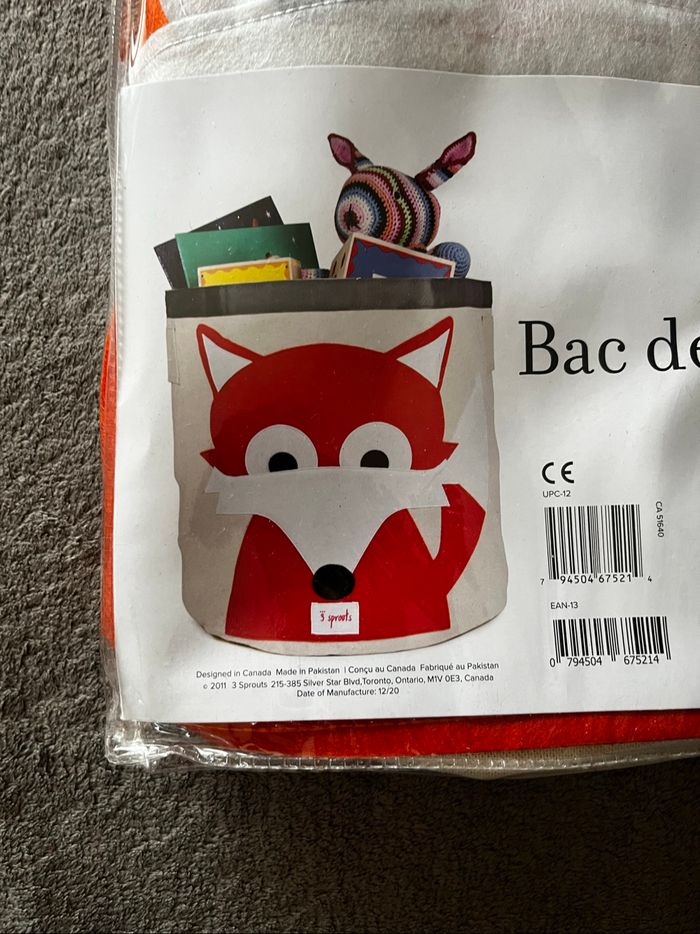 Bac de
CE
UPC-12
7 94504 67521 4
CA 51640
EAN-13
0 794504 675214
3 sprouts
Designed in Canada Made in Pakistan | Conçu au Canada Fabriqué au Pakistan
© 2011 3 Sprouts 215-385 Silver Star Blvd,Toronto, Ontario, M1V 0E3, Canada
Date of Manufacture: 12/20